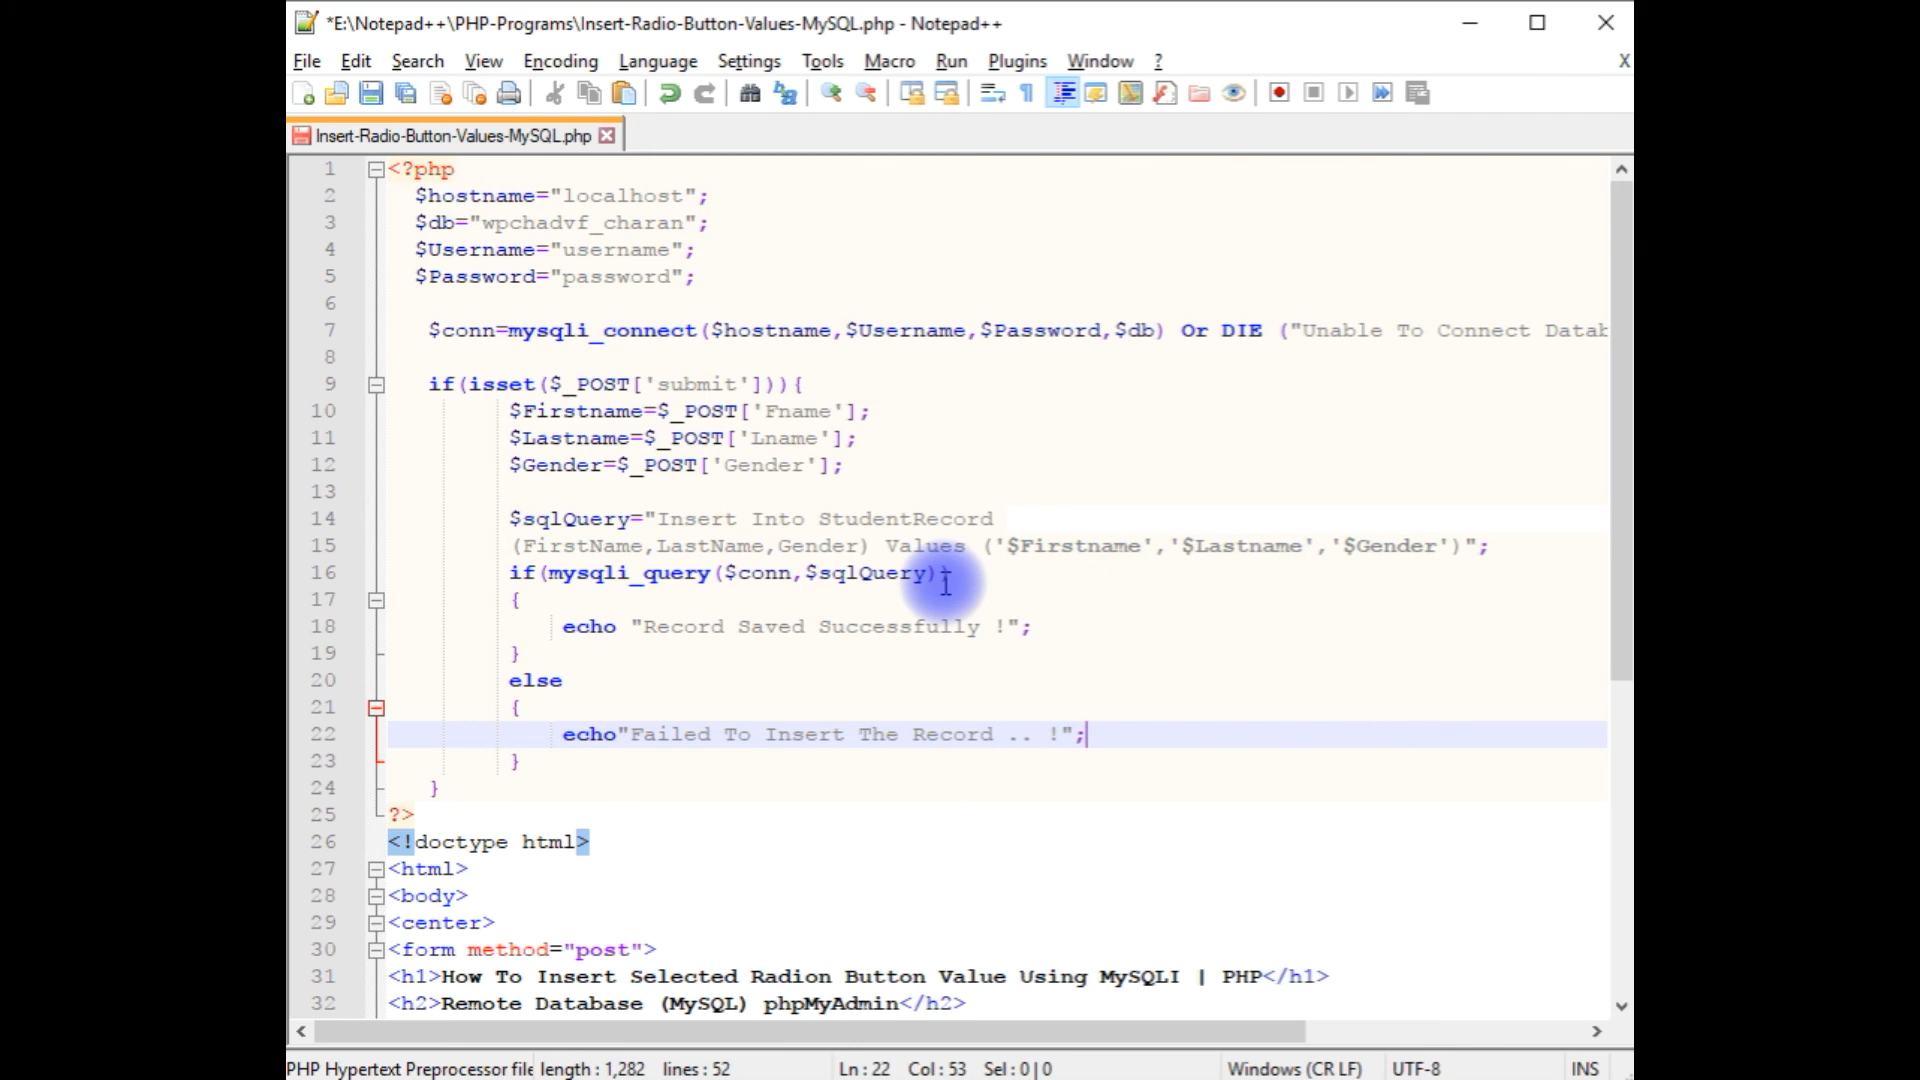 *E:\Notepad++\PHP-Programs\Insert-Radio-Button-Values-MySQL.php - Notepad++
File Edit Search View Encoding Language Settings Tools Macro Run Plugins Window ? X
Insert-Radio-Button-Values-MySQL.php
1 <?php
2 $hostname="localhost";
3 $db="wpchadvf_charan";
4 $Username="username";
5 $Password="password";
6
7 $conn=mysqli_connect($hostname,$Username,$Password,$db) Or DIE ("Unable To Connect Datab
8
9 if(isset($_POST['submit'])){
10 $Firstname=$_POST['Fname'];
11 $Lastname=$_POST['Lname'];
12 $Gender=$_POST['Gender'];
13
14 $sqlQuery="Insert Into StudentRecord
15 (FirstName,LastName,Gender) Values ('$Firstname','$Lastname','$Gender')";
16 if(mysqli_query($conn,$sqlQuery))
17 {
18 echo "Record Saved Successfully !";
19 }
20 else
21 {
22 echo"Failed To Insert The Record .. !";
23 }
24 }
25 ?>
26 <!doctype html>
27 <html>
28 <body>
29 <center>
30 <form method="post">
31 <h1>How To Insert Selected Radion Button Value Using MySQLI | PHP</h1>
32 <h2>Remote Database (MySQL) phpMyAdmin</h2>
PHP Hypertext Preprocessor file length : 1,282 lines : 52 Ln : 22 Col : 53 Sel : 0 | 0 Windows (CR LF) UTF-8 INS